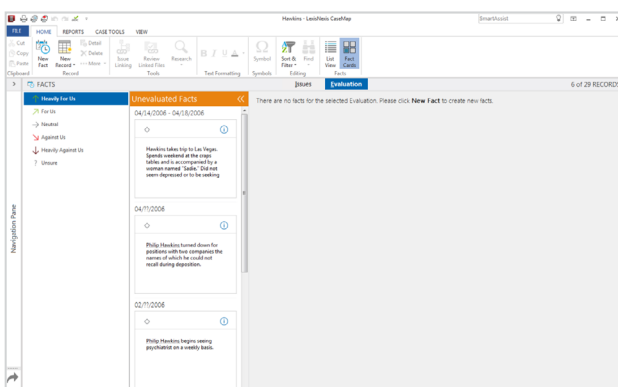 Hawkins - LexisNexis CaseMap
SmartAssist
FILE HOME REPORTS CASE TOOLS VIEW
Cut
Copy
Paste
Clipboard
New Fact
New Record
Detail
Delete
More
Record
Issue Linking
Review Linked Files
Research
Tools
B I U A
Text Formatting
Symbol
Symbols
Sort & Filter
Find
Editing
List View
Fact Cards
Facts
FACTS
Issues
Evaluation
6 of 29 RECORDS
Navigation Pane
Heavily For Us
For Us
Neutral
Against Us
Heavily Against Us
? Unsure
Unevaluated Facts
04/14/2006 - 04/18/2006
Hawkins takes trip to Las Vegas.
Spends weekend at the craps
tables and is accompanied by a
woman named "Sadie." Did not
seem depressed or to be seeking
04/??/2006
Philip Hawkins turned down for
positions with two companies the
names of which he could not
recall during deposition.
02/??/2006
Philip Hawkins begins seeing
psychiatrist on a weekly basis.
There are no facts for the selected Evaluation. Please click New Fact to create new facts.